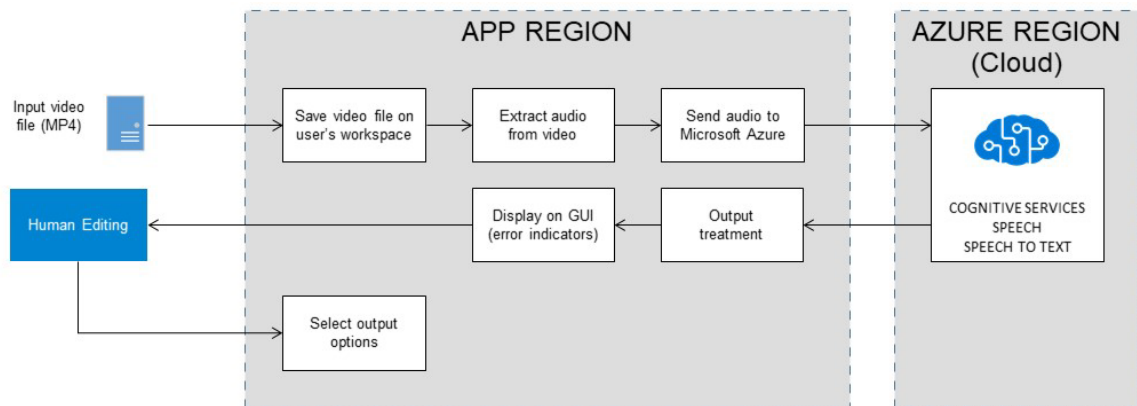 APP REGION
AZURE REGION
(Cloud)
Input video
file (MP4)
Save video file on
user's workspace
Extract audio
from video
Send audio to
Microsoft Azure
COGNITIVE SERVICES
SPEECH
SPEECH TO TEXT
Human Editing
Display on GUI
(error indicators)
Output
treatment
Select output
options